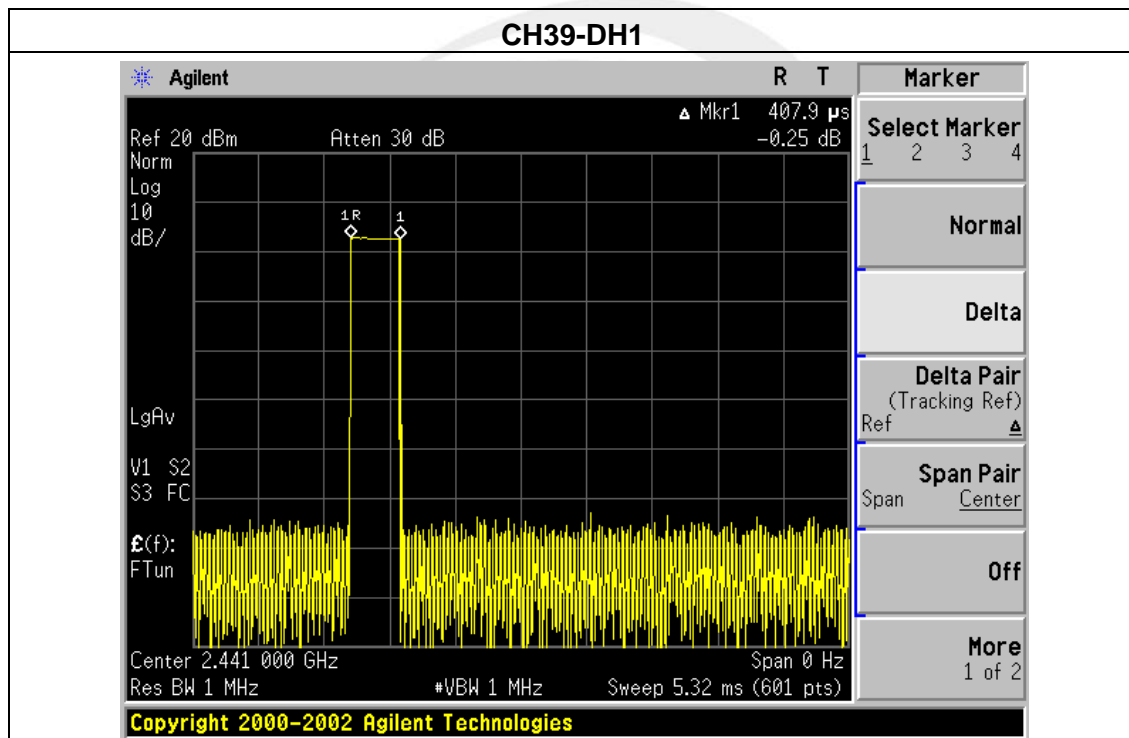 CH39-DH1
Agilent R T Marker
Δ Mkr1 407.9 μs
Ref 20 dBm Atten 30 dB -0.25 dB
Norm
Log
10
dB/
1R 1
LgAv
V1 S2
S3 FC
£(f):
FTun
Center 2.441 000 GHz Span 0 Hz
Res BW 1 MHz #VBW 1 MHz Sweep 5.32 ms (601 pts)
Copyright 2000-2002 Agilent Technologies
Select Marker
1 2 3 4
Normal
Delta
Delta Pair
(Tracking Ref)
Ref Δ
Span Pair
Span Center
Off
More
1 of 2